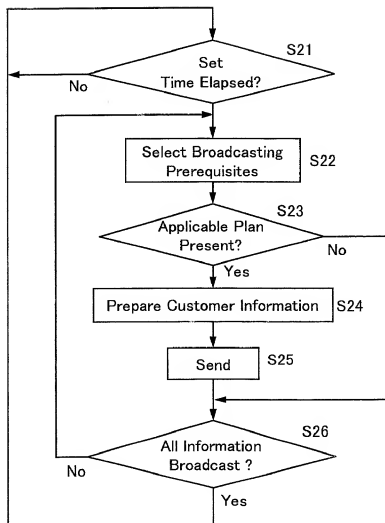 S21
Set
Time Elapsed?
No
Select Broadcasting
Prerequisites
S22
S23
Applicable Plan
Present?
No
Yes
Prepare Customer Information
S24
Send
S25
S26
All Information
Broadcast ?
No
Yes